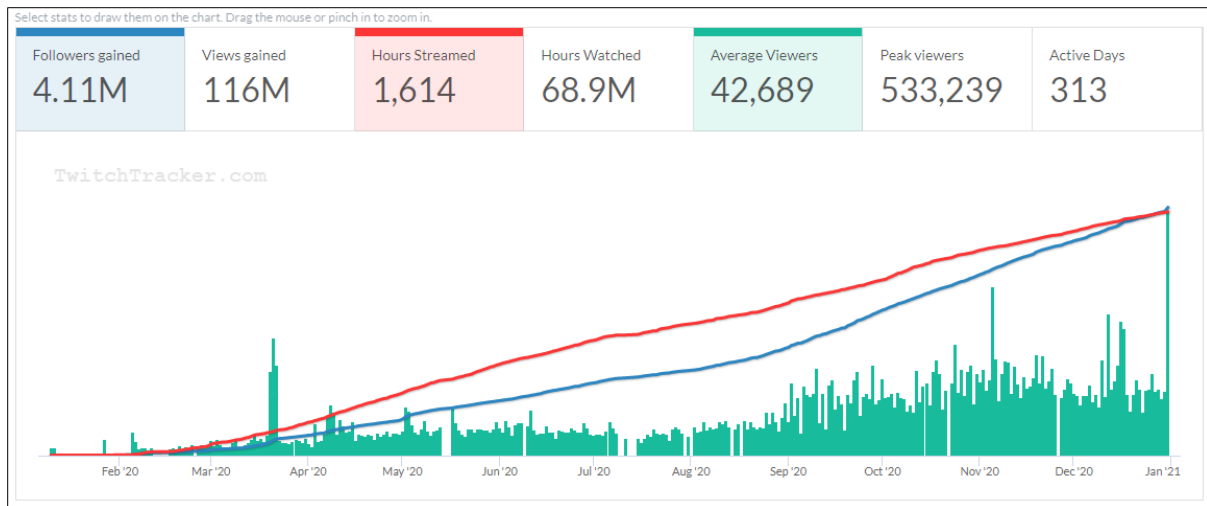 Select stats to draw them on the chart. Drag the mouse or pinch in to zoom in.
Followers gained Views gained Hours Streamed Hours Watched Average Viewers Peak viewers Active Days
4.11M 116M 1,614 68.9M 42,689 533,239 313
TwitchTracker.com
Feb '20 Mar '20 Apr '20 May '20 Jun '20 Jul '20 Aug '20 Sep '20 Oct '20 Nov '20 Dec '20 Jan '21